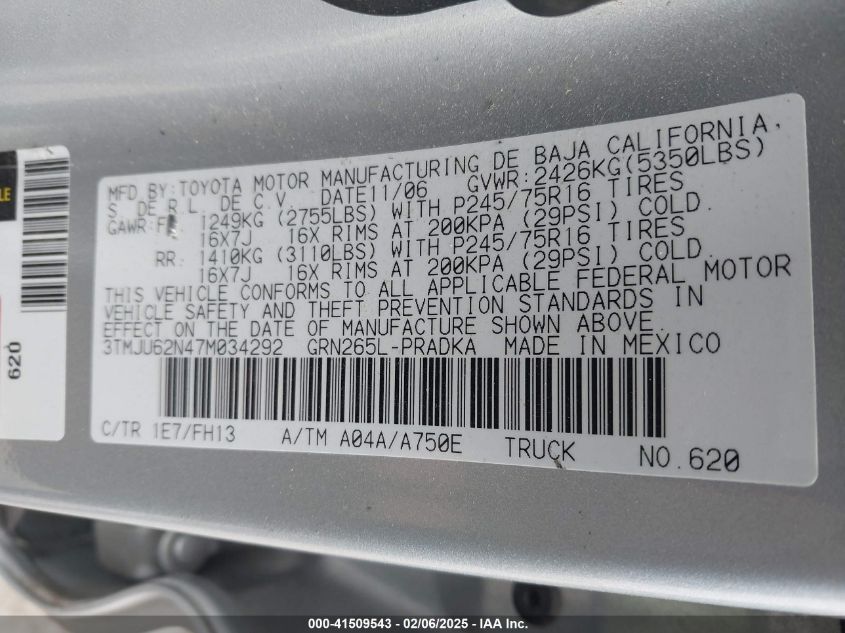 MFD BY:TOYOTA MOTOR MANUFACTURING DE BAJA CALIFORNIA,
S. DE R.L. DE C.V. DATE11/06 GVWR:2426KG(5350LBS)
GAWR:FR 1249KG (2755LBS) WITH P245/75R16 TIRES
16X7J 16X RIMS AT 200KPA (29PSI) COLD.
RR: 1410KG (3110LBS) WITH P245/75R16 TIRES
16X7J 16X RIMS AT 200KPA (29PSI) COLD.
THIS VEHICLE CONFORMS TO ALL APPLICABLE FEDERAL MOTOR
VEHICLE SAFETY AND THEFT PREVENTION STANDARDS IN
EFFECT ON THE DATE OF MANUFACTURE SHOWN ABOVE.
3TMJU62N47M034292 GRN265L-PRADKA MADE IN MEXICO
C/TR 1E7/FH13 A/TM A04A/A750E TRUCK NO.620
620
000-41509543 - 02/06/2025 - IAA Inc.